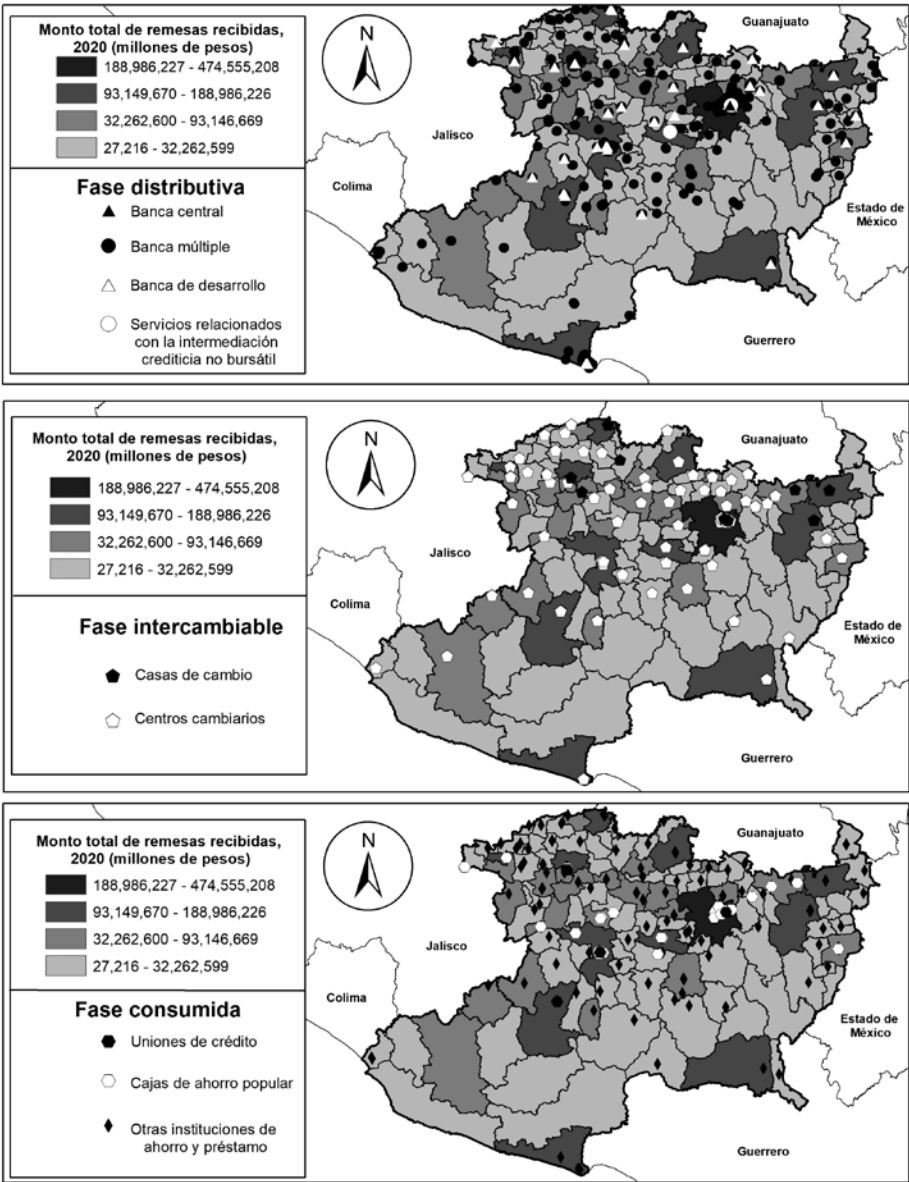 Monto total de remesas recibidas,
2020 (millones de pesos)
188,986,227 - 474,555,208
93,149,670 - 188,986,226
32,262,600 - 93,146,669
27,216 - 32,262,599
Fase distributiva
Banca central
Banca múltiple
Banca de desarrollo
Servicios relacionados
con la intermediación
crediticia no bursátil
N
Guanajuato
Jalisco
Colima
Estado de
México
Guerrero
Monto total de remesas recibidas,
2020 (millones de pesos)
188,986,227 - 474,555,208
93,149,670 - 188,986,226
32,262,600 - 93,146,669
27,216 - 32,262,599
Fase intercambiable
Casas de cambio
Centros cambiarios
N
Guanajuato
Jalisco
Colima
Estado de
México
Guerrero
Monto total de remesas recibidas,
2020 (millones de pesos)
188,986,227 - 474,555,208
93,149,670 - 188,986,226
32,262,600 - 93,146,669
27,216 - 32,262,599
Fase consumida
Uniones de crédito
Cajas de ahorro popular
Otras instituciones de
ahorro y préstamo
N
Guanajuato
Jalisco
Colima
Estado de
México
Guerrero